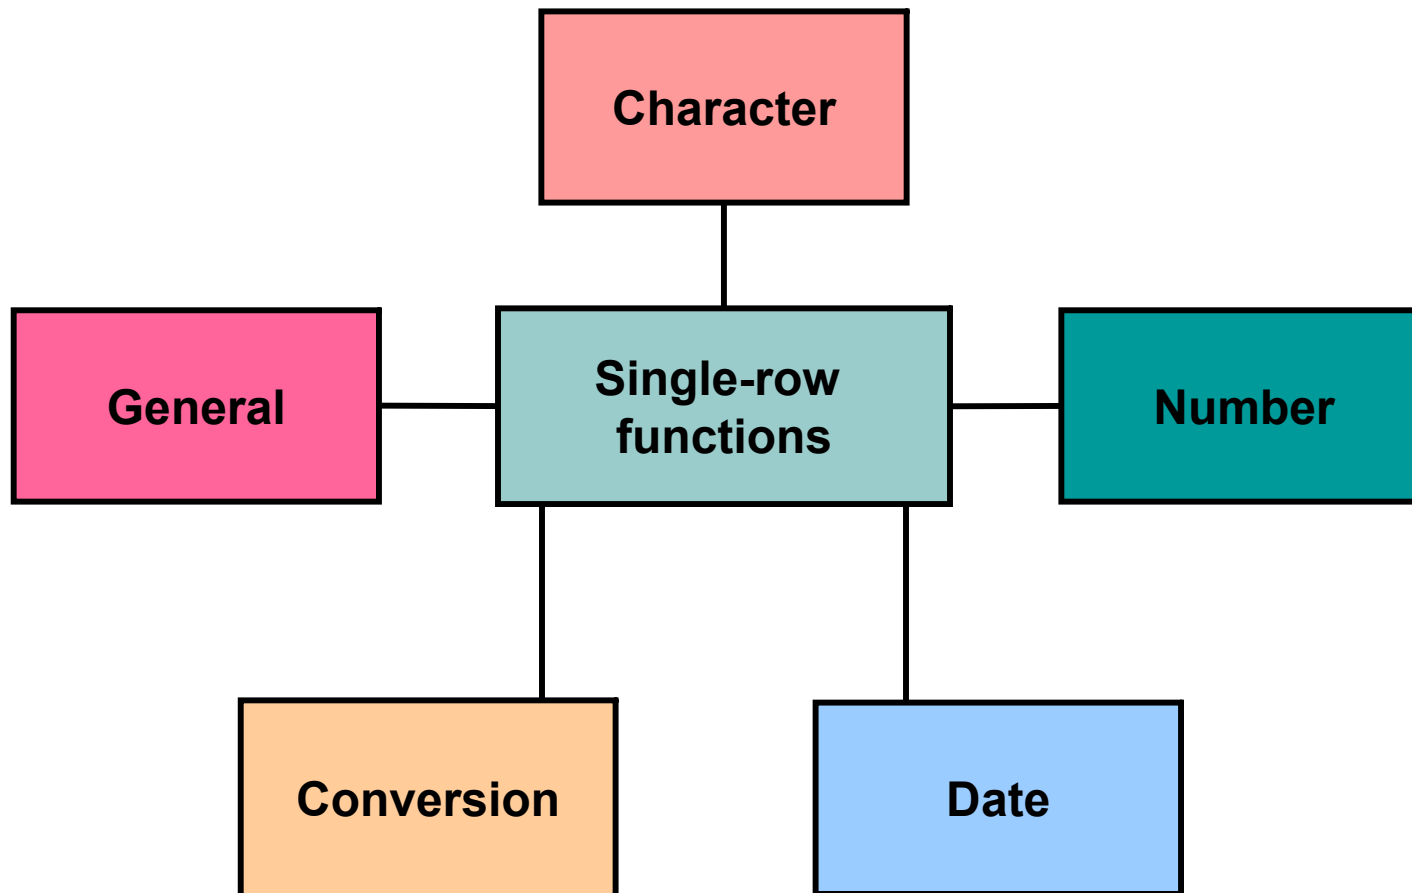 Character
General
Single-row
functions
Number
Conversion
Date